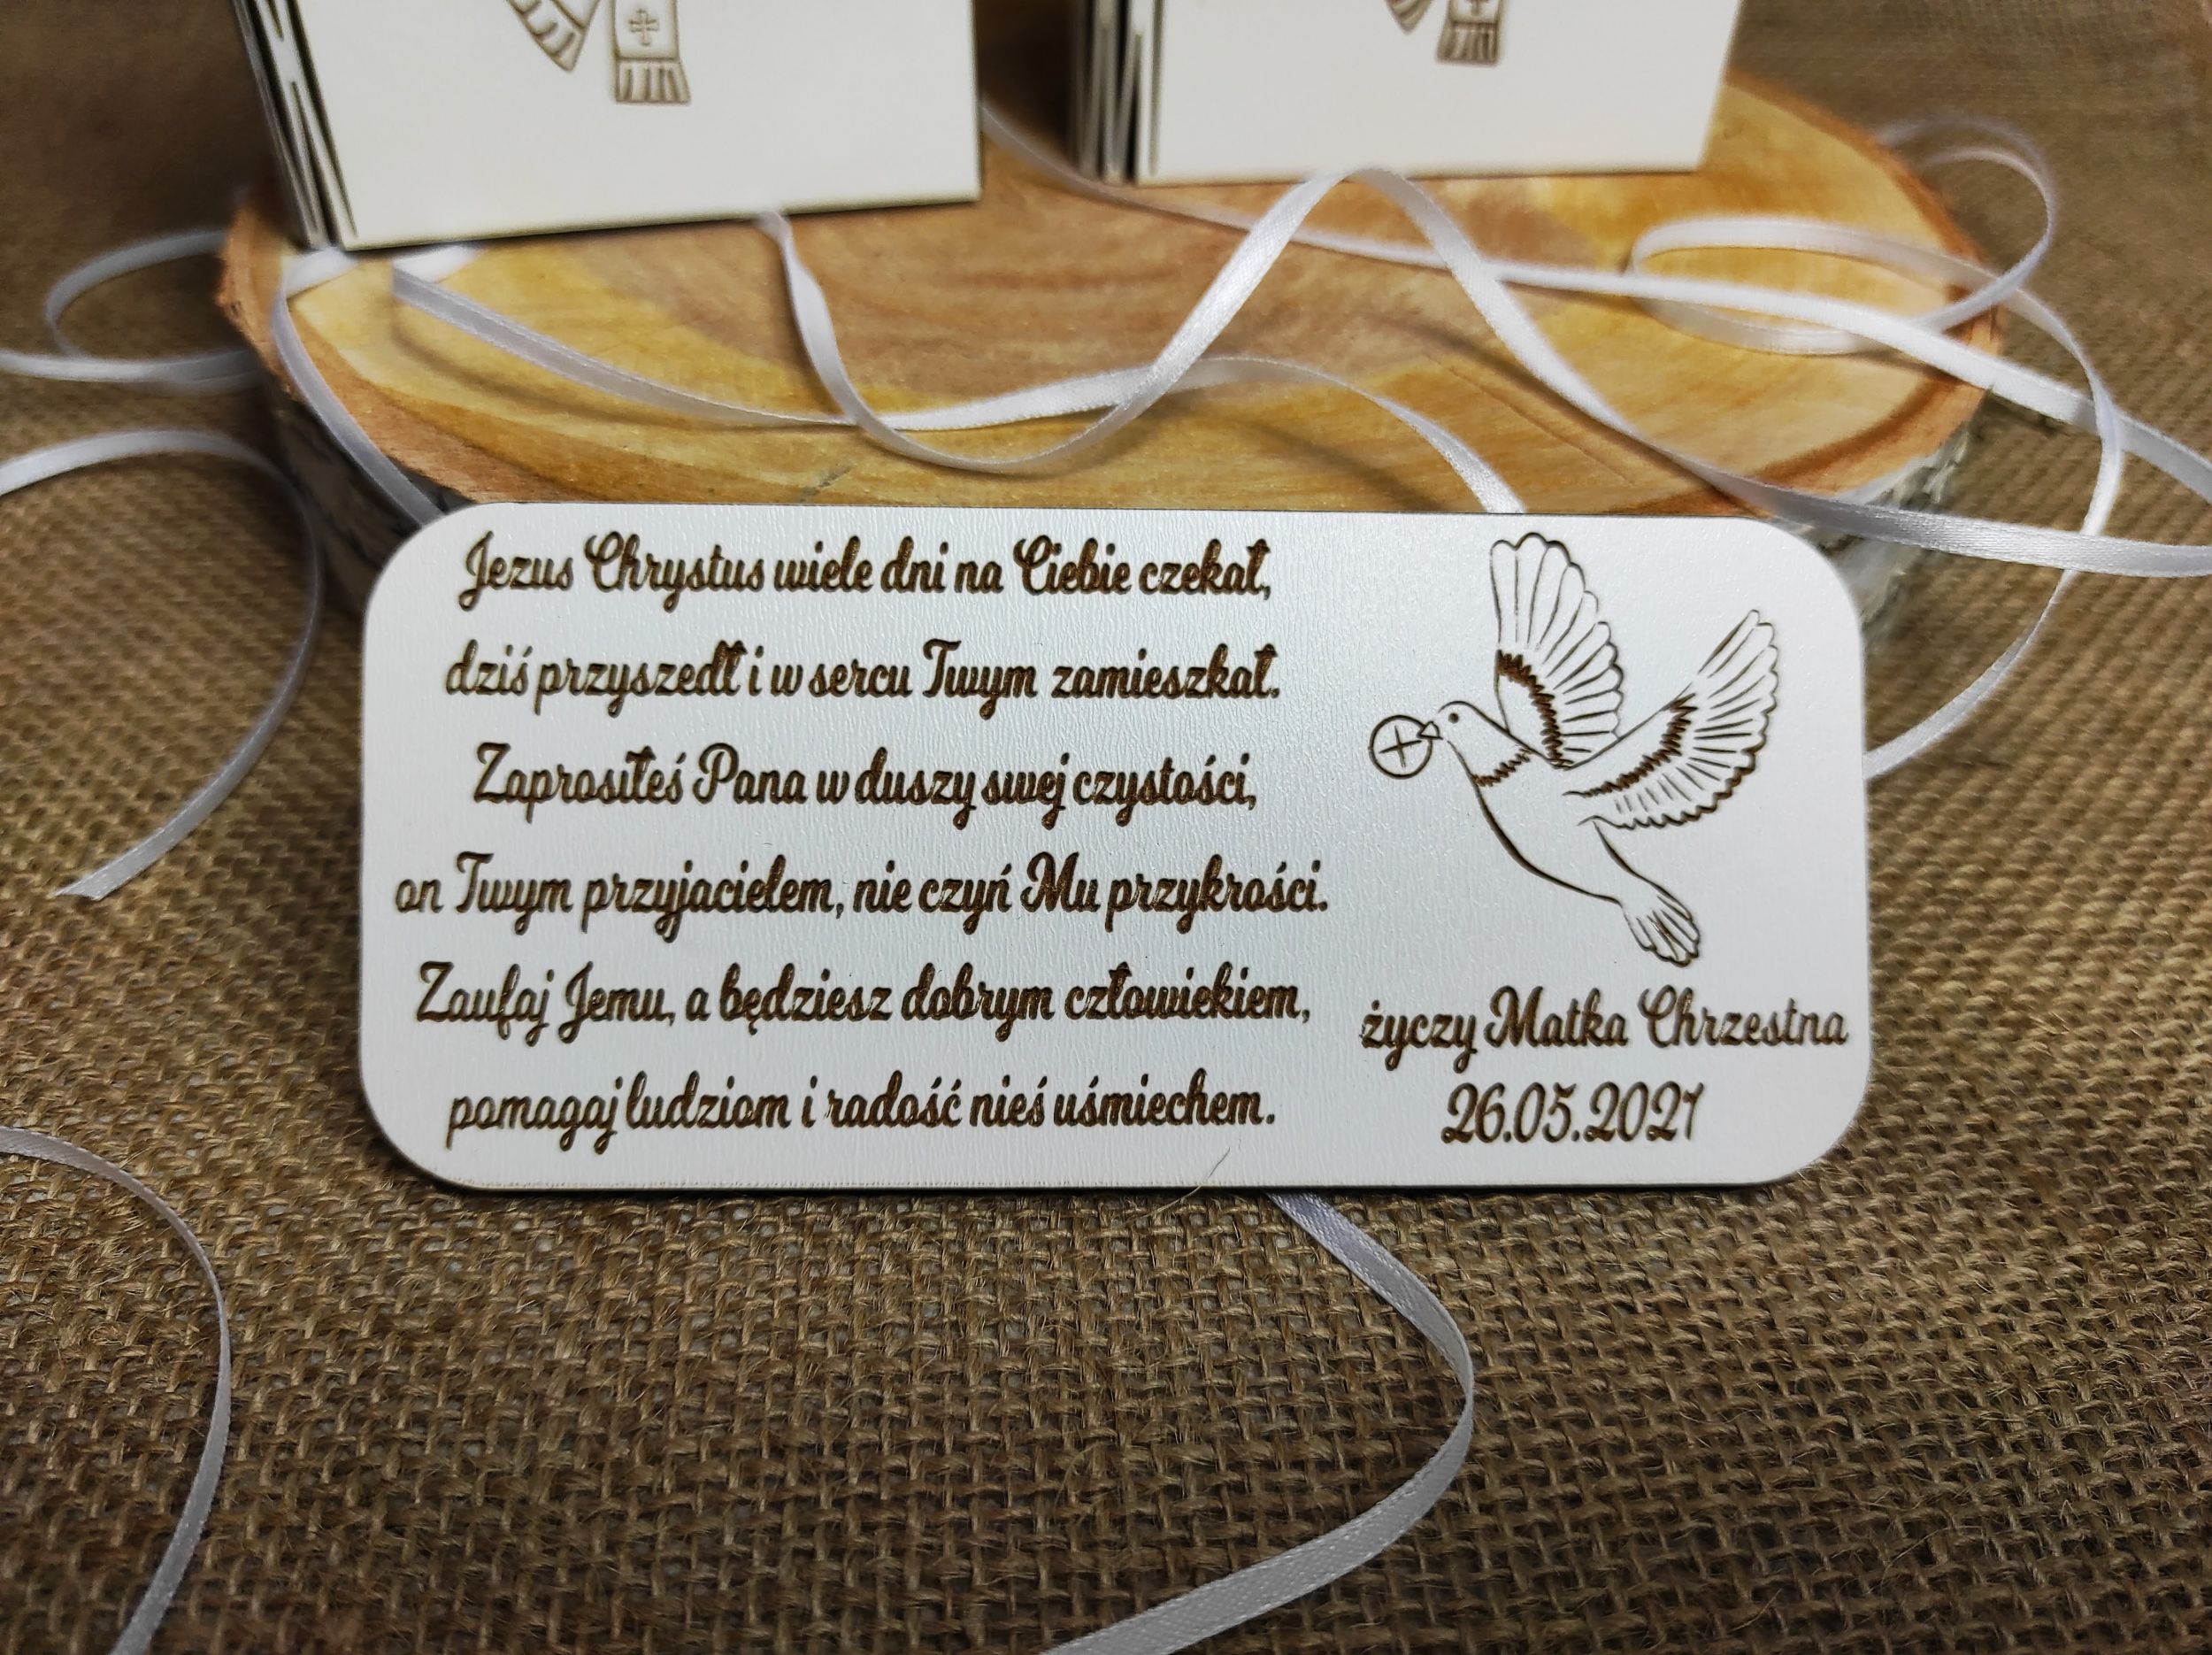 Jezus Chrystus wiele dni na Ciebie czekał,
dziś przyszedł i w sercu Twym zamieszkał.
Zaprosiłeś Pana w duszy swej czystości,
on Twym przyjacielem, nie czyń Mu przykrości.
Zaufaj Jemu, a będziesz dobrym człowiekiem,
pomagaj ludziom i radość nieś uśmiechem.
życzy Matka Chrzestna
26.05.2021